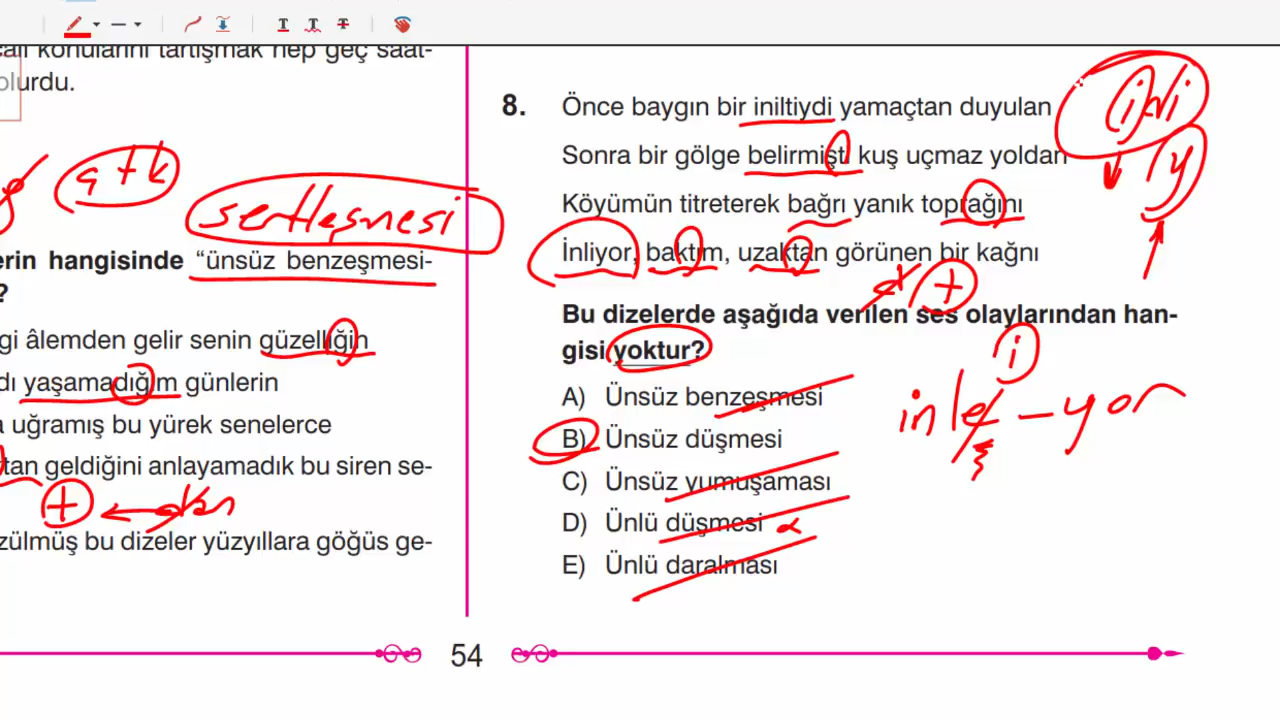 çalı konularını tartışmak hep geç saat-
olurdu.
ç t k
sertleşmesi
erin hangisinde “ünsüz benzeşmesi-
?
gi âlemden gelir senin güzelliğin
dı yaşamadığım günlerin
a uğramış bu yürek senelerce
tan geldiğini anlayamadık bu siren se-
t dan
zülmüş bu dizeler yüzyıllara göğüs ge-
8. Önce baygın bir iniltiydi yamaçtan duyulan
Sonra bir gölge belirmişti kuş uçmaz yoldan
Köyümün titreterek bağrı yanık toprağını
İnliyor, baktım, uzaktan görünen bir kağnı
Bu dizelerde aşağıda verilen ses olaylarından han-
gisi yoktur?
A) Ünsüz benzeşmesi
B) Ünsüz düşmesi
C) Ünsüz yumuşaması
D) Ünlü düşmesi
E) Ünlü daralması
idi
y
d t
i
inle-yor
54